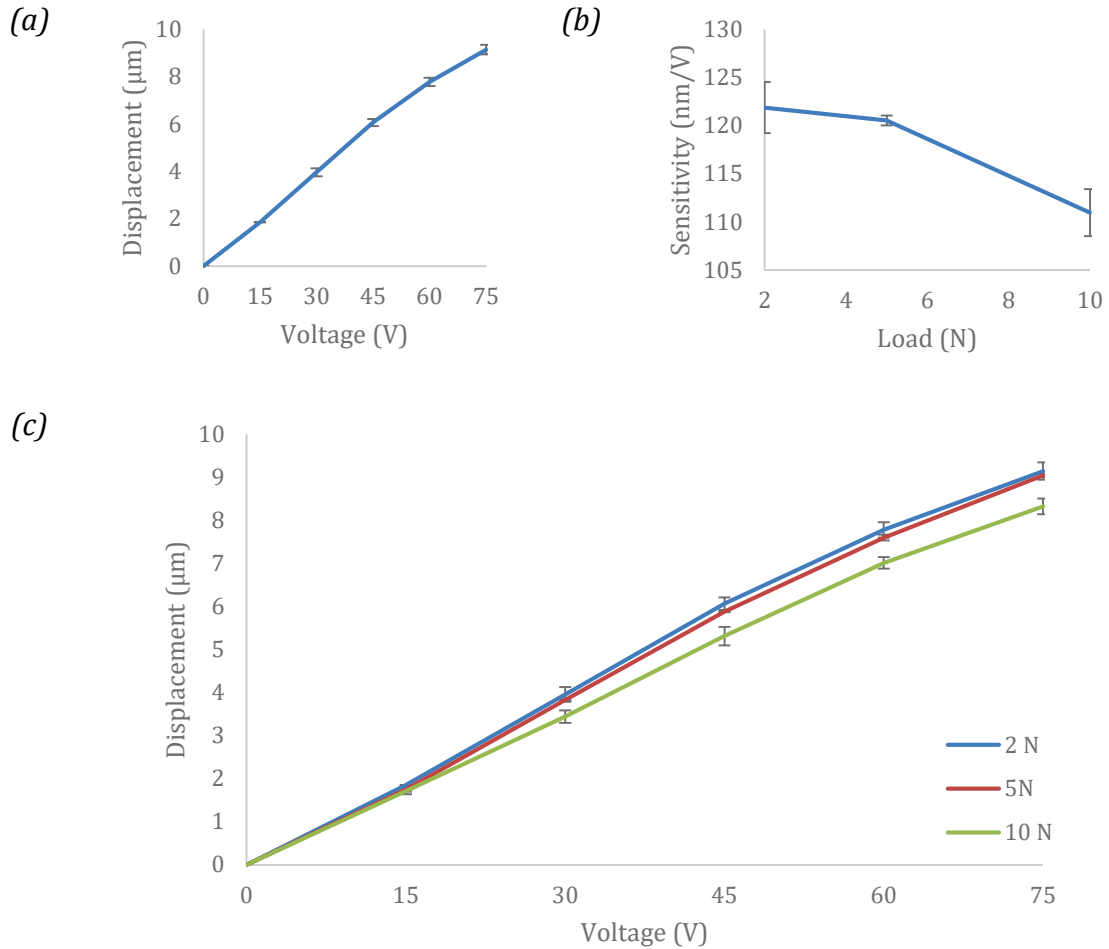 (a)
Displacement (μm)
10
8
6
4
2
0
0 15 30 45 60 75
Voltage (V)
(b)
Sensitivity (nm/V)
130
125
120
115
110
105
2 4 6 8 10
Load (N)
(c)
Displacement (μm)
10
9
8
7
6
5
4
3
2
1
0
2 N
5N
10 N
0 15 30 45 60 75
Voltage (V)